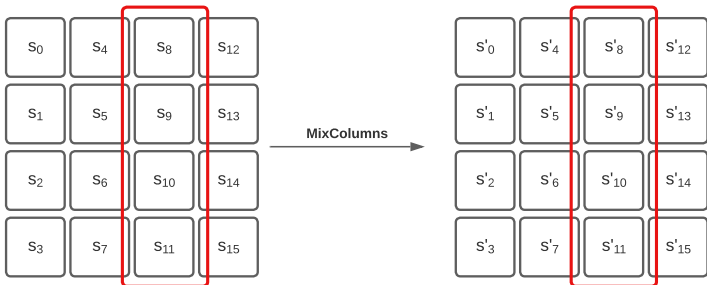 s0 s4 s8 s12 s'0 s'4 s'8 s'12
s1 s5 s9 s13 s'1 s'5 s'9 s'13
MixColumns
s2 s6 s10 s14 s'2 s'6 s'10 s'14
s3 s7 s11 s15 s'3 s'7 s'11 s'15